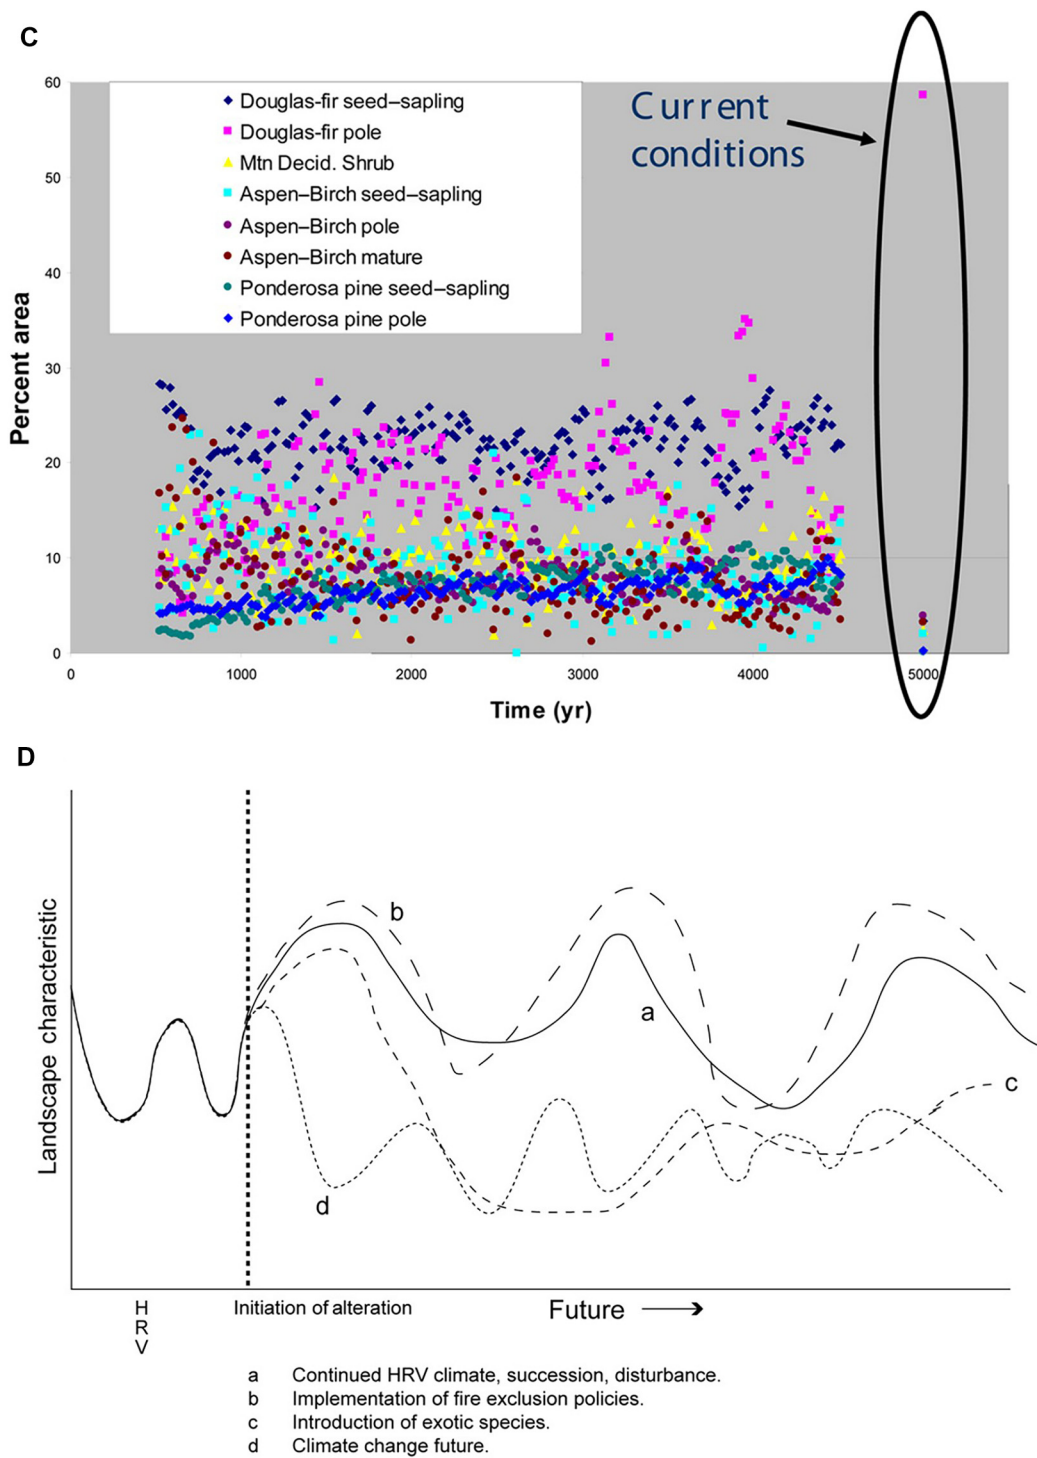 C
60
50
40
30
20
10
0
Percent area
Douglas-fir seed–sapling
Douglas-fir pole
Mtn Decid. Shrub
Aspen–Birch seed–sapling
Aspen–Birch pole
Aspen–Birch mature
Ponderosa pine seed–sapling
Ponderosa pine pole
Current
conditions
0 1000 2000 3000 4000 5000
Time (yr)
D
Landscape characteristic
b
a
c
d
H
R
V
Initiation of alteration
Future
a Continued HRV climate, succession, disturbance.
b Implementation of fire exclusion policies.
c Introduction of exotic species.
d Climate change future.